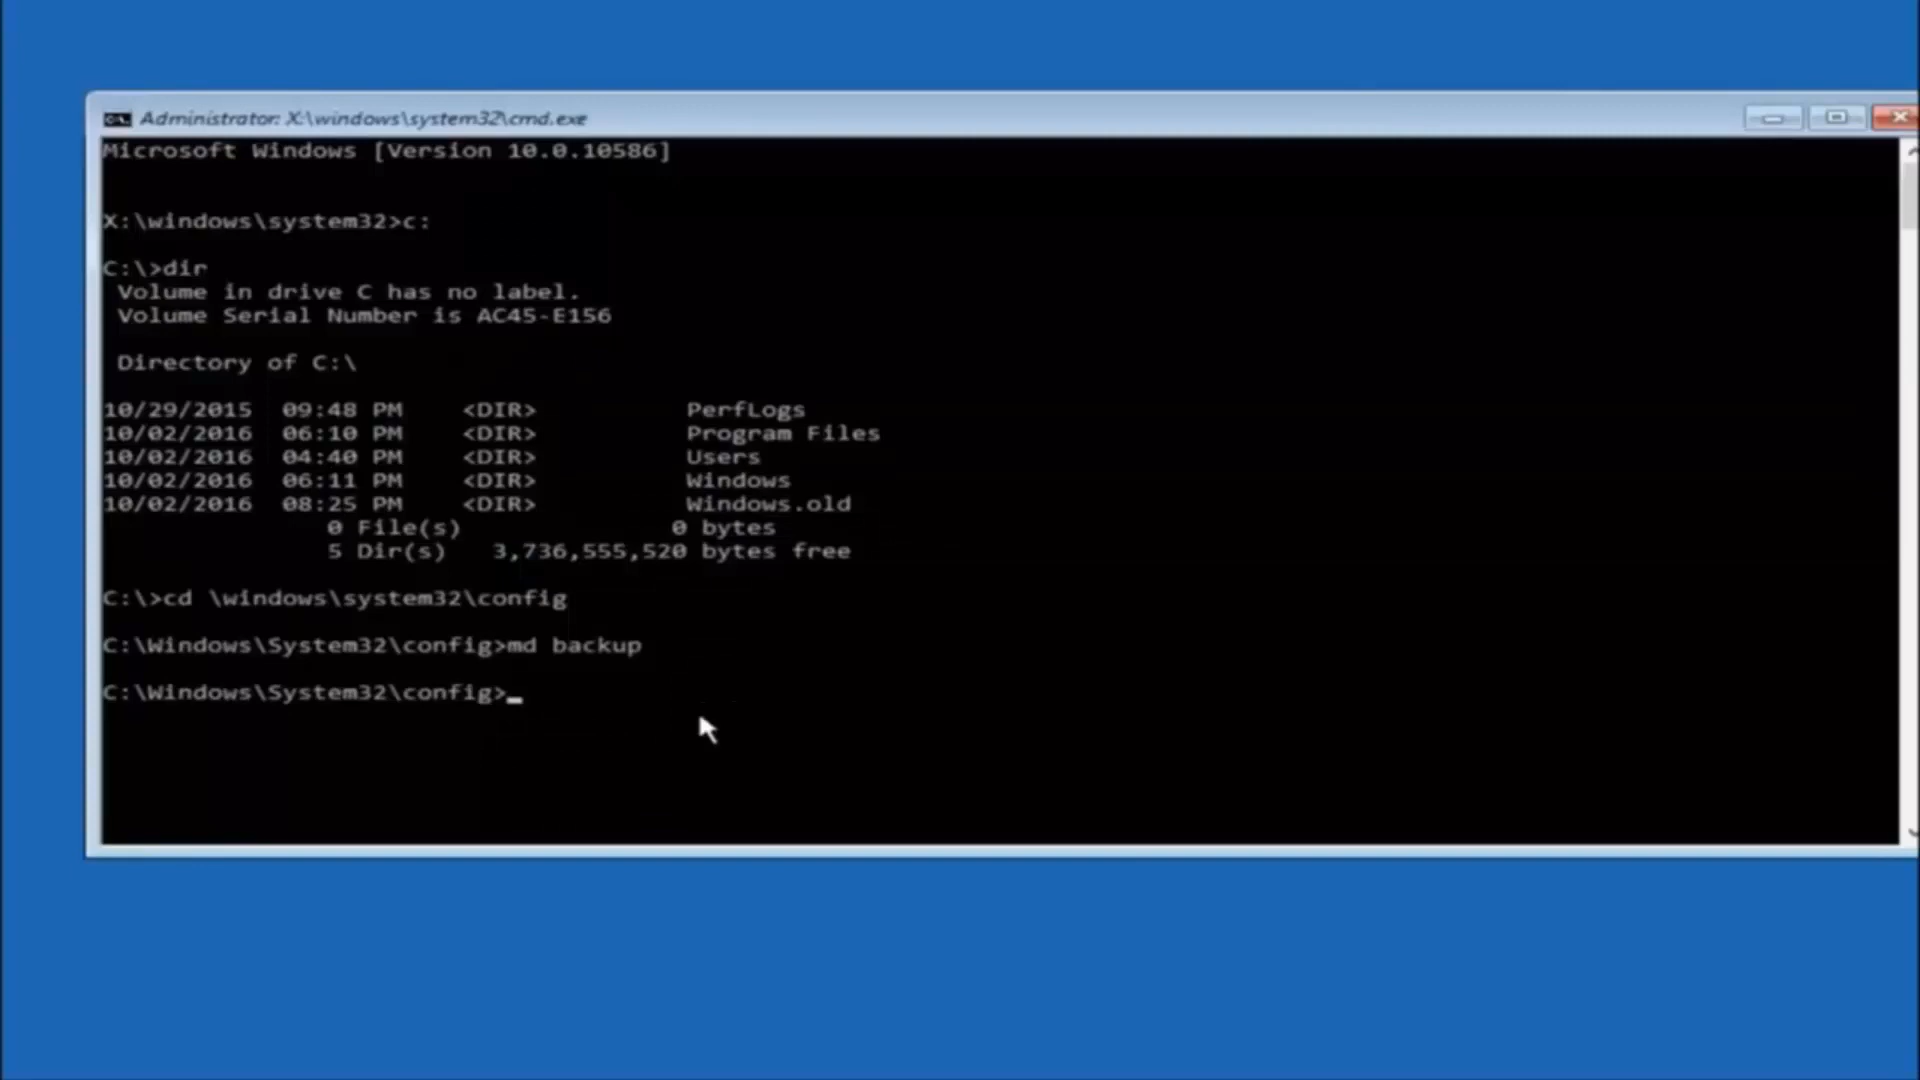 Administrator: X:\windows\system32\cmd.exe
Microsoft Windows [Version 10.0.10586]
X:\windows\system32>c:
C:\>dir
Volume in drive C has no label.
Volume Serial Number is AC45-E156
Directory of C:\
10/29/2015 09:48 PM <DIR> PerfLogs
10/02/2016 06:10 PM <DIR> Program Files
10/02/2016 04:40 PM <DIR> Users
10/02/2016 06:11 PM <DIR> Windows
10/02/2016 08:25 PM <DIR> Windows.old
0 File(s) 0 bytes
5 Dir(s) 3,736,555,520 bytes free
C:\>cd \windows\system32\config
C:\Windows\System32\config>md backup
C:\Windows\System32\config>_